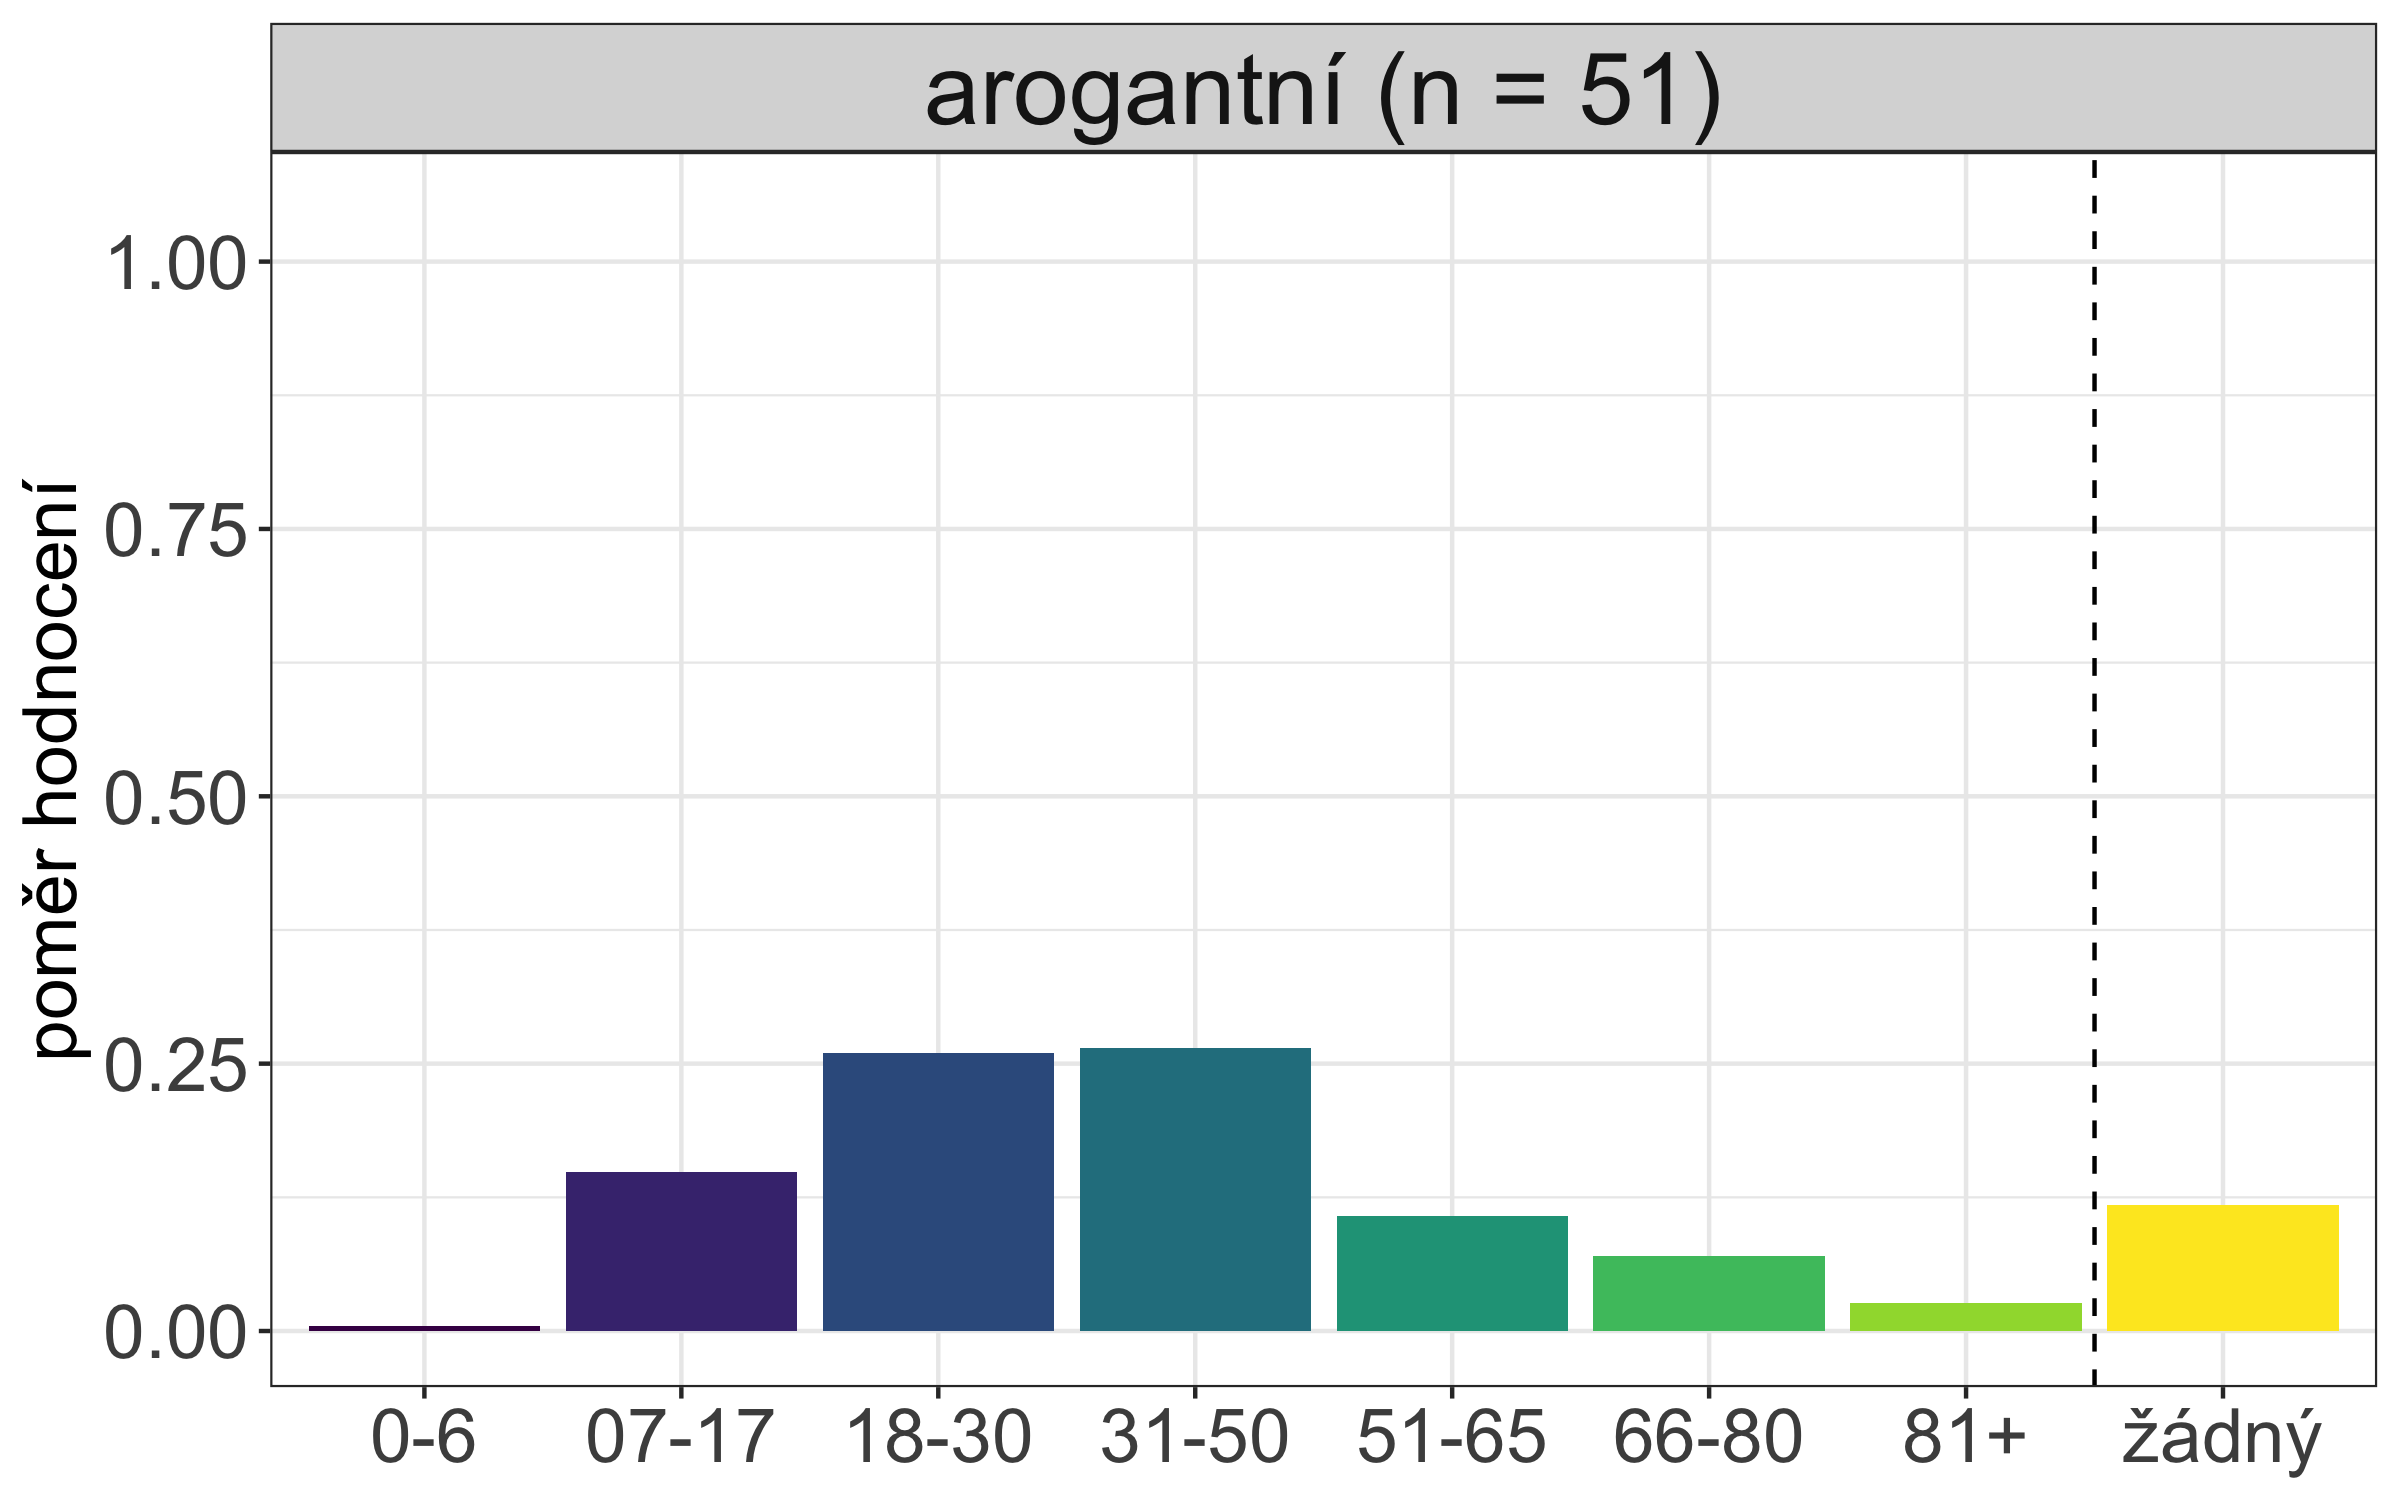 arogantní (n = 51)
poměr hodnocení
1.00
0.75
0.50
0.25
0.00
0-6 07-17 18-30 31-50 51-65 66-80 81+ žádný